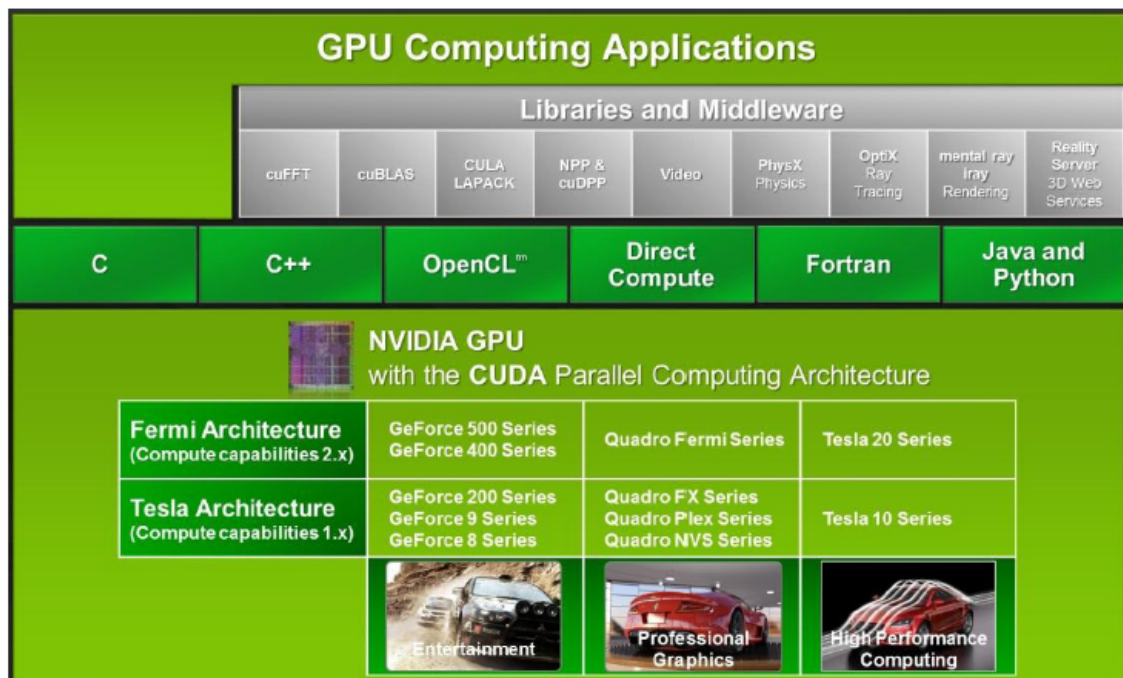 GPU Computing Applications
Libraries and Middleware
cuFFT
cuBLAS
CULA
LAPACK
NPP &
cuDPP
Video
PhysX
Physics
OptiX
Ray
Tracing
mental ray
iray
Rendering
Reality
Server
3D Web
Services
C
C++
OpenCL™
Direct
Compute
Fortran
Java and
Python
NVIDIA GPU
with the CUDA Parallel Computing Architecture
Fermi Architecture
(Compute capabilities 2.x)
GeForce 500 Series
GeForce 400 Series
Quadro Fermi Series
Tesla 20 Series
Tesla Architecture
(Compute capabilities 1.x)
GeForce 200 Series
GeForce 9 Series
GeForce 8 Series
Quadro FX Series
Quadro Plex Series
Quadro NVS Series
Tesla 10 Series
Entertainment
Professional
Graphics
High Performance
Computing